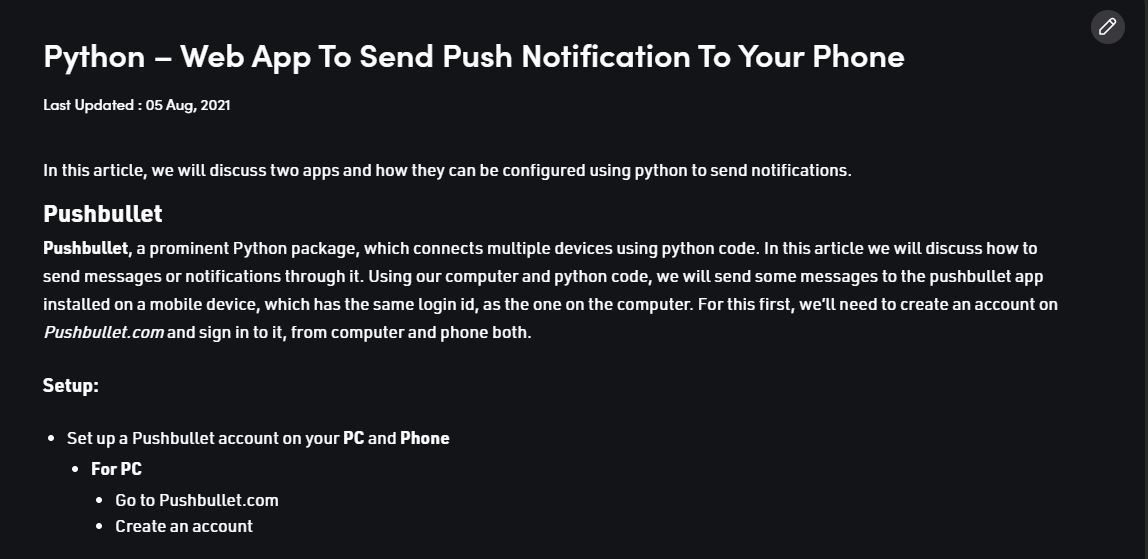 Python – Web App To Send Push Notification To Your Phone
Last Updated : 05 Aug, 2021
In this article, we will discuss two apps and how they can be configured using python to send notifications.
Pushbullet
Pushbullet, a prominent Python package, which connects multiple devices using python code. In this article we will discuss how to
send messages or notifications through it. Using our computer and python code, we will send some messages to the pushbullet app
installed on a mobile device, which has the same login id, as the one on the computer. For this first, we'll need to create an account on
Pushbullet.com and sign in to it, from computer and phone both.
Setup:
• Set up a Pushbullet account on your PC and Phone
• For PC
• Go to Pushbullet.com
• Create an account